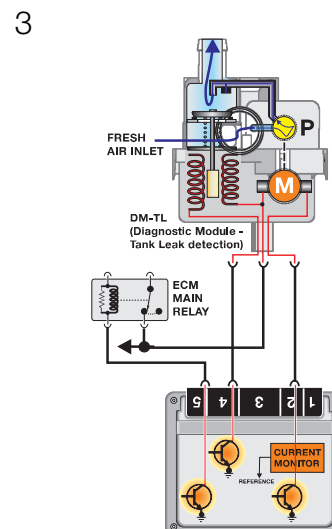 3
P
FRESH
AIR INLET
M
DM-TL
(Diagnostic Module -
Tank Leak detection)
ECM
MAIN
RELAY
5 4 3 2 1
CURRENT
MONITOR
REFERENCE